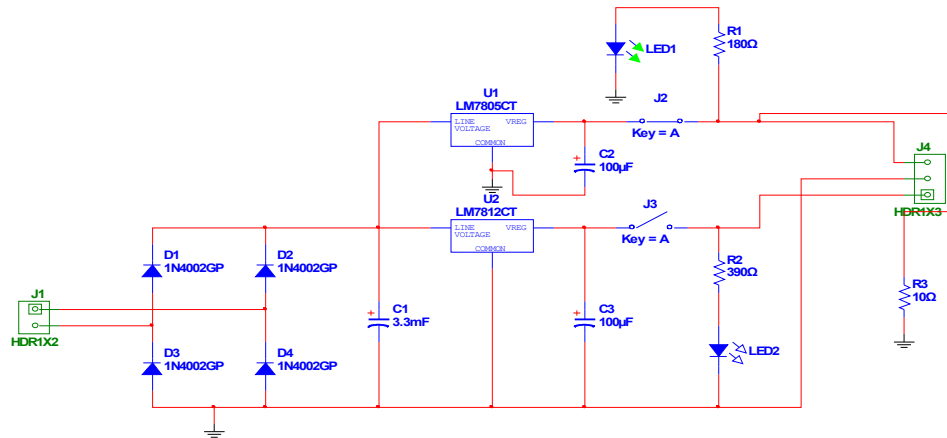 R1
180Ω
LED1
U1
LM7805CT
LINE VREG
VOLTAGE
COMMON
J2
Key = A
C2
100µF
J4
HDR1X3
U2
LM7812CT
LINE VREG
VOLTAGE
COMMON
J3
Key = A
D1
1N4002GP
D2
1N4002GP
R2
390Ω
R3
10Ω
J1
HDR1X2
C1
3.3mF
C3
100µF
D3
1N4002GP
D4
1N4002GP
LED2